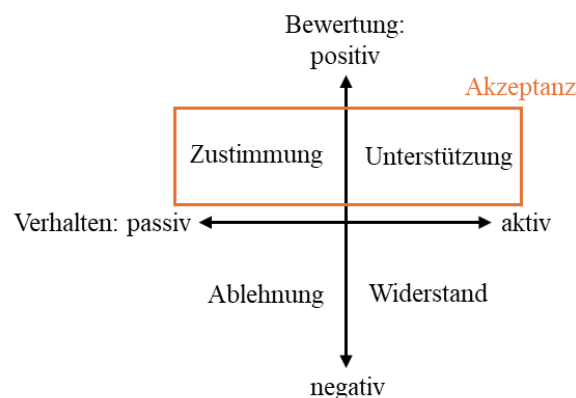 Bewertung:
positiv
Akzeptanz
Zustimmung
Unterstützung
Verhalten: passiv
aktiv
Ablehnung
Widerstand
negativ